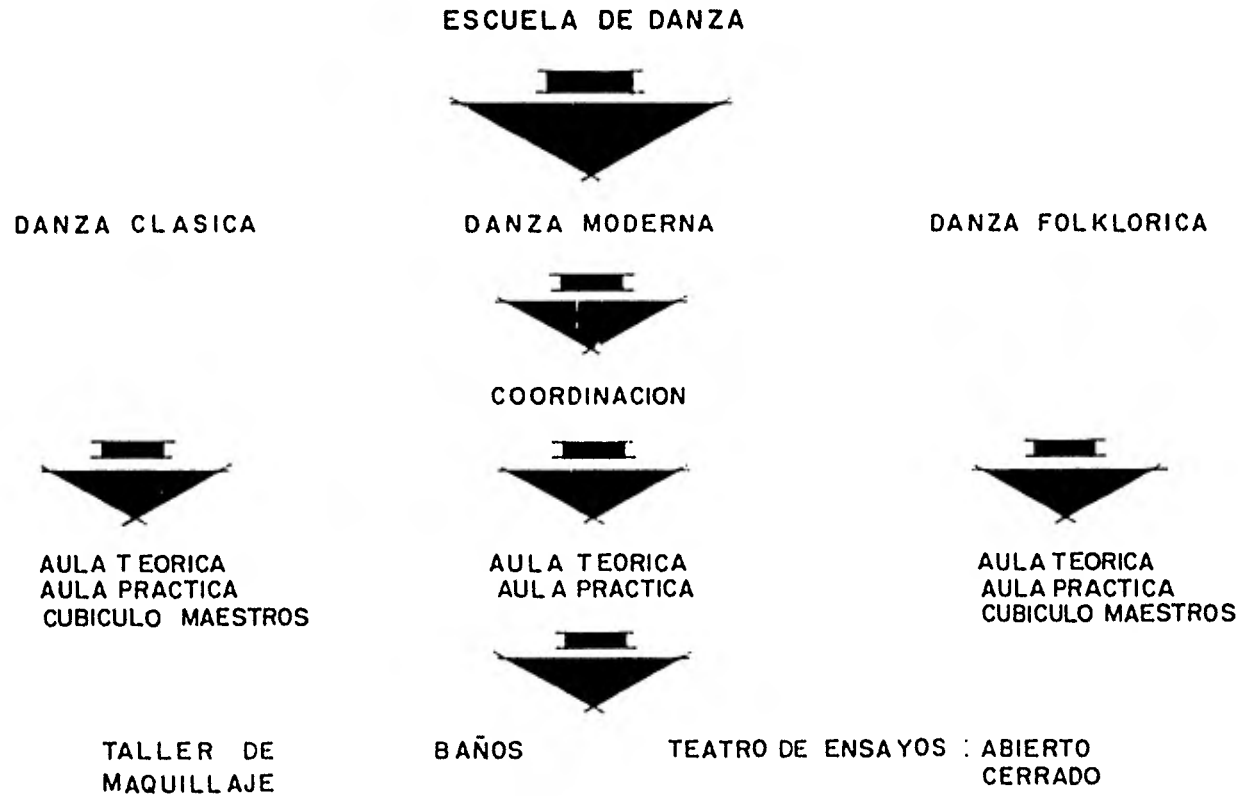 ESCUELA DE DANZA
DANZA CLASICA
DANZA MODERNA
DANZA FOLKLORICA
COORDINACION
AULA TEORICA
AULA PRACTICA
CUBICULO MAESTROS
AULA TEORICA
AULA PRACTICA
AULA TEORICA
AULA PRACTICA
CUBICULO MAESTROS
TALLER DE
MAQUILLAJE
BAÑOS
TEATRO DE ENSAYOS : ABIERTO
CERRADO